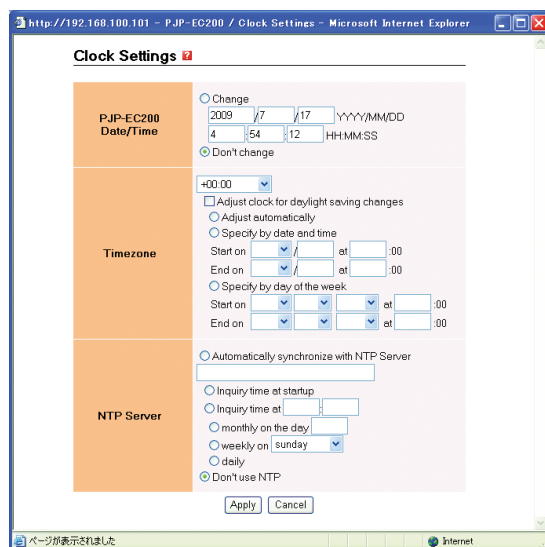 http://192.168.100.101 - PJP-EC200 / Clock Settings - Microsoft Internet Explorer
Clock Settings ?
PJP-EC200
Date/Time
Change
2009 /7 /17 YYYY/MM/DD
4 :54 :12 HH:MM:SS
Don't change
Timezone
+00:00
Adjust clock for daylight saving changes
Adjust automatically
Specify by date and time
Start on / at :00
End on / at :00
Specify by day of the week
Start on at :00
End on at :00
NTP Server
Automatically synchronize with NTP Server
Inquiry time at startup
Inquiry time at :
monthly on the day
weekly on sunday
daily
Don't use NTP
Apply Cancel
ページが表示されました Internet